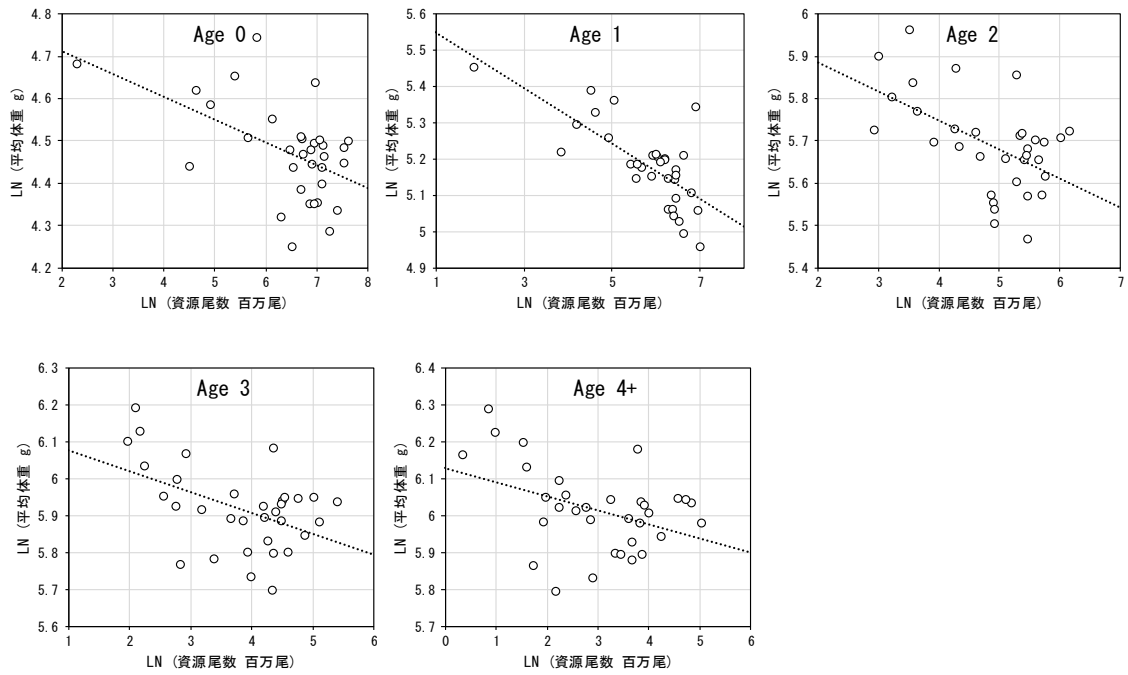 Age 0
4.8
4.7
4.6
4.5
4.4
4.3
4.2
LN (平均体重 g)
2 3 4 5 6 7 8
LN (資源尾数 百万尾)
Age 1
5.6
5.5
5.4
5.3
5.2
5.1
5
4.9
LN (平均体重 g)
1 3 5 7
LN (資源尾数 百万尾)
Age 2
6
5.9
5.8
5.7
5.6
5.5
5.4
LN (平均体重 g)
2 3 4 5 6 7
LN (資源尾数 百万尾)
Age 3
6.3
6.2
6.1
6
5.9
5.8
5.7
5.6
LN (平均体重 g)
1 2 3 4 5 6
LN (資源尾数 百万尾)
Age 4+
6.4
6.3
6.2
6.1
6
5.9
5.8
5.7
LN (平均体重 g)
0 1 2 3 4 5 6
LN (資源尾数 百万尾)